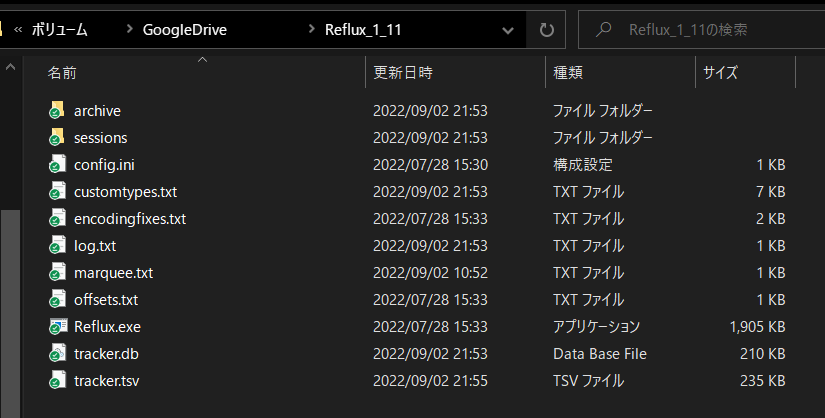 « ボリューム > GoogleDrive > Reflux_1_11 Reflux_1_11の検索
名前 更新日時 種類 サイズ
archive 2022/09/02 21:53 ファイル フォルダー
sessions 2022/09/02 21:53 ファイル フォルダー
config.ini 2022/07/28 15:30 構成設定 1 KB
customtypes.txt 2022/09/02 21:53 TXT ファイル 7 KB
encodingfixes.txt 2022/07/28 15:33 TXT ファイル 2 KB
log.txt 2022/09/02 21:53 TXT ファイル 1 KB
marquee.txt 2022/09/02 10:52 TXT ファイル 1 KB
offsets.txt 2022/07/28 15:33 TXT ファイル 1 KB
Reflux.exe 2022/07/28 15:33 アプリケーション 1,905 KB
tracker.db 2022/09/02 21:53 Data Base File 210 KB
tracker.tsv 2022/09/02 21:55 TSV ファイル 235 KB